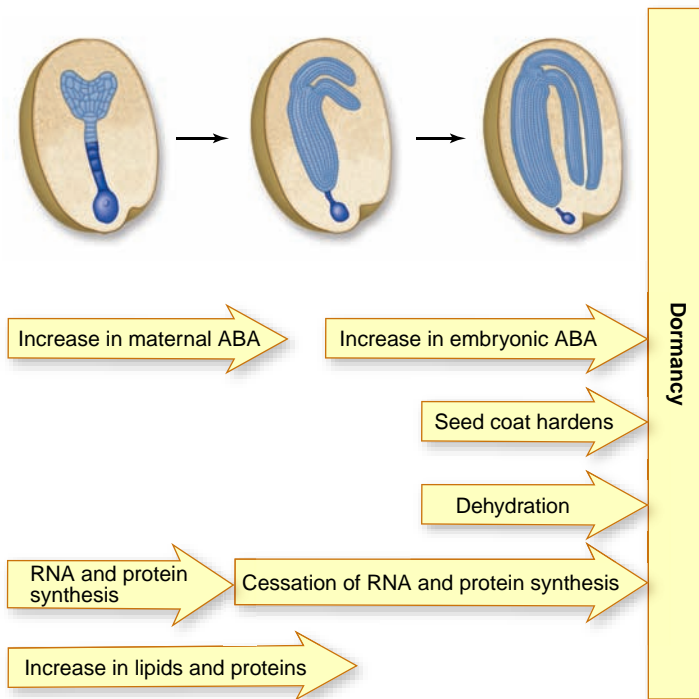 Increase in maternal ABA
Increase in embryonic ABA
Seed coat hardens
Dehydration
RNA and protein
synthesis
Cessation of RNA and protein synthesis
Increase in lipids and proteins
Dormancy